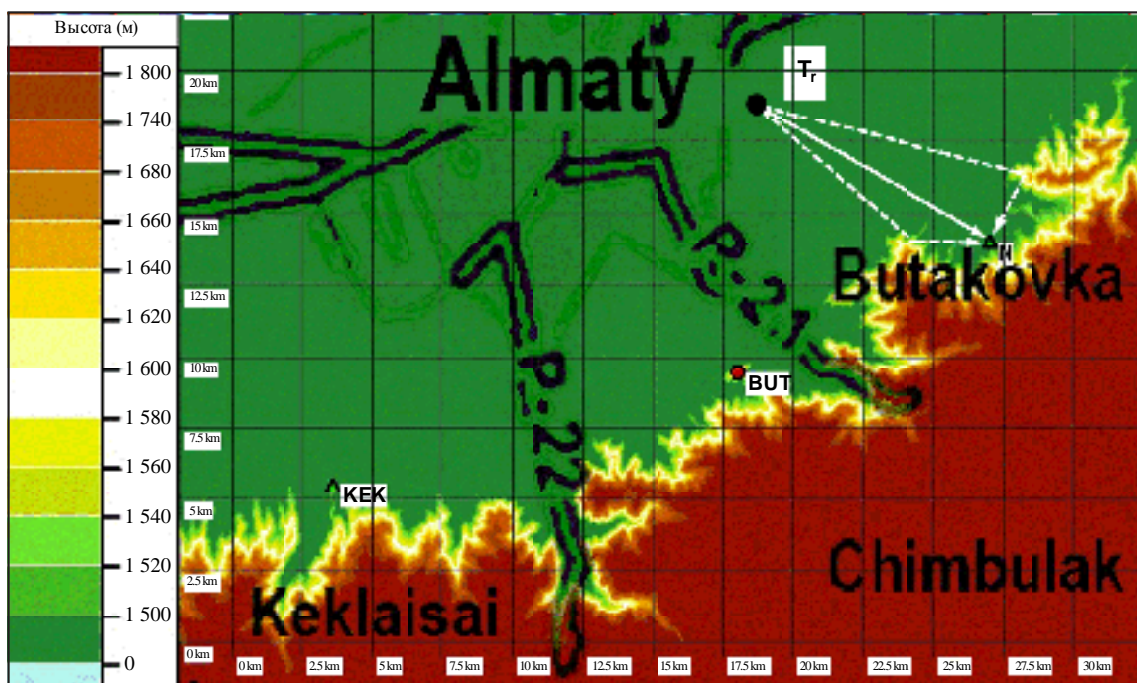 Высота (м)
1 800
1 740
1 680
1 660
1 640
1 620
1 600
1 580
1 560
1 540
1 520
1 500
0
Almaty
Tr
20 km
17.5 km
15 km
12.5 km
10 km
7.5 km
5 km
2.5 km
0 km
P.21
N
Butakovka
BUT
P.22
KEK
Chimbulak
Keklaisai
0 km 2.5 km 5 km 7.5 km 10 km 12.5 km 15 km 17.5 km 20 km 22.5 km 25 km 27.5 km 30 km